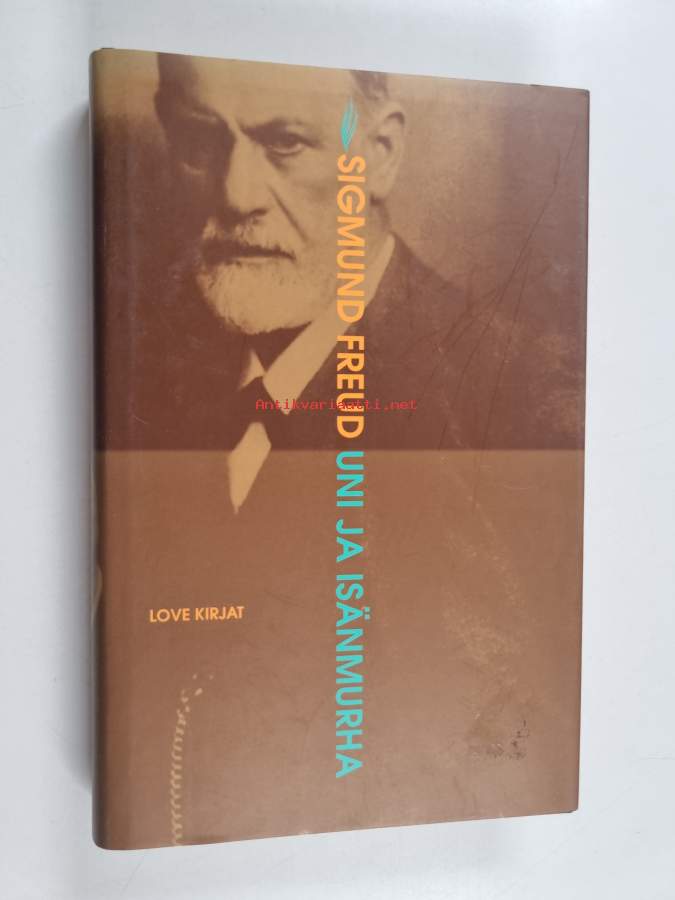 SIGMUND FREUD UNI JA ISÄNMURHA
Antikvariaatti.net
LOVE KIRJAT